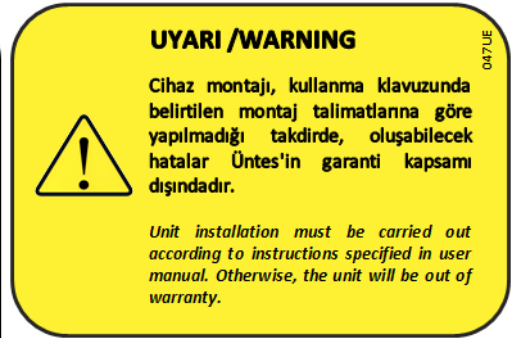 UYARI /WARNING
047UE
Cihaz montajı, kullanma klavuzunda
belirtilen montaj talimatlarına göre
yapılmadığı takdirde, oluşabilecek
hatalar Üntes'in garanti kapsamı
dışındadır.
Unit installation must be carried out
according to instructions specified in user
manual. Otherwise, the unit will be out of
warranty.